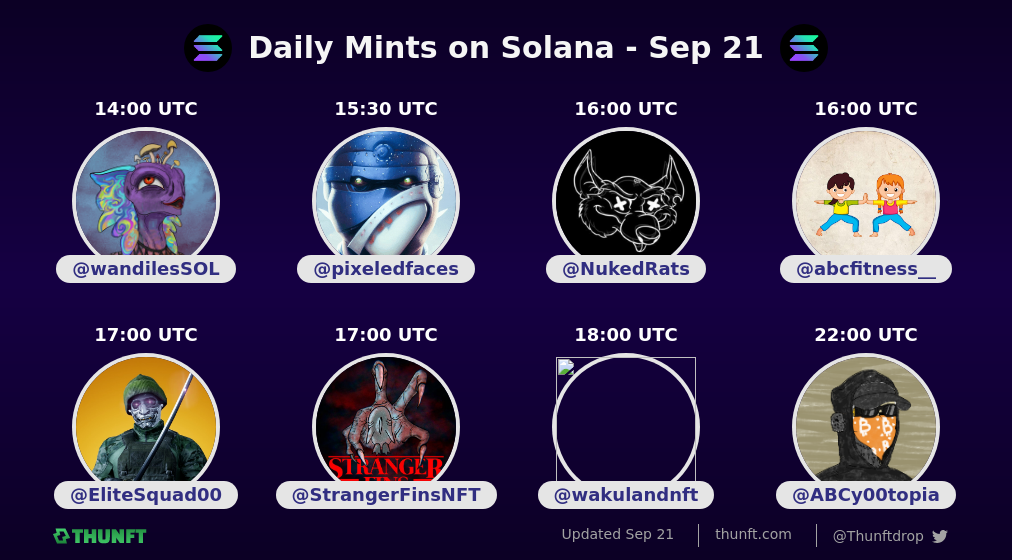 Daily Mints on Solana - Sep 21
14:00 UTC
15:30 UTC
16:00 UTC
16:00 UTC
@wandilesSOL
@pixeledfaces
@NukedRats
@abcfitness__
17:00 UTC
17:00 UTC
18:00 UTC
22:00 UTC
STRANGER
FINS
@EliteSquad00
@StrangerFinsNFT
@wakulandnft
@ABCy00topia
THUNFT
Updated Sep 21
thunft.com
@Thunftdrop